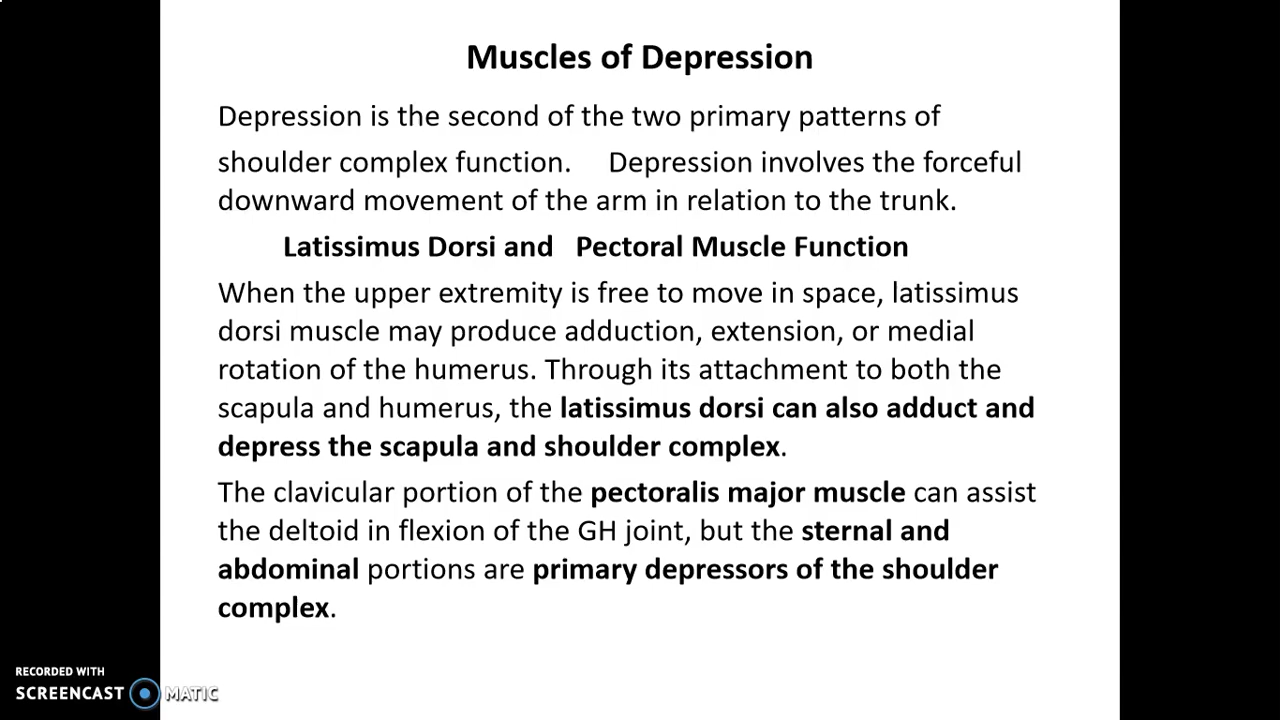 Muscles of Depression
Depression is the second of the two primary patterns of
shoulder complex function. Depression involves the forceful
downward movement of the arm in relation to the trunk.
Latissimus Dorsi and Pectoral Muscle Function
When the upper extremity is free to move in space, latissimus
dorsi muscle may produce adduction, extension, or medial
rotation of the humerus. Through its attachment to both the
scapula and humerus, the latissimus dorsi can also adduct and
depress the scapula and shoulder complex.
The clavicular portion of the pectoralis major muscle can assist
the deltoid in flexion of the GH joint, but the sternal and
abdominal portions are primary depressors of the shoulder
complex.
RECORDED WITH
SCREENCAST MATIC